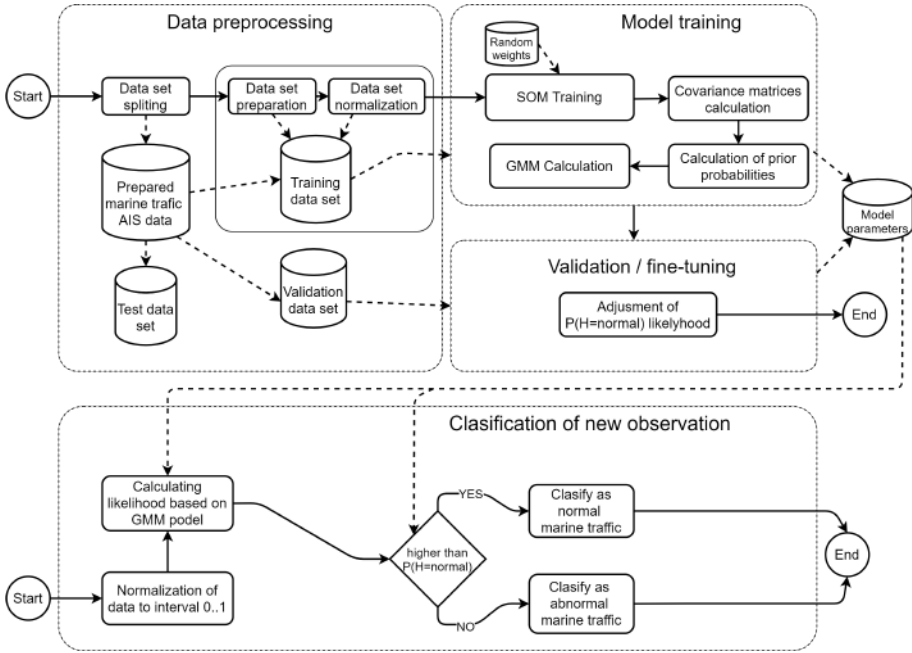 Data preprocessing
Model training
Random
weights
Start
Data set
spliting
Data set
preparation
Data set
normalization
SOM Training
Covariance matrices
calculation
Prepared
marine trafic
AIS data
Training
data set
GMM Calculation
Calculation of prior
probabilities
Model
parameters
Validation / fine-tuning
Test data
set
Validation
data set
Adjusment of
P(H=normal) likelyhood
End
Clasification of new observation
Calculating
likelihood based on
GMM podel
YES
Clasify as
normal
marine traffic
higher than
P(H=normal)
End
Start
Normalization of
data to interval 0..1
NO
Clasify as
abnormal
marine traffic